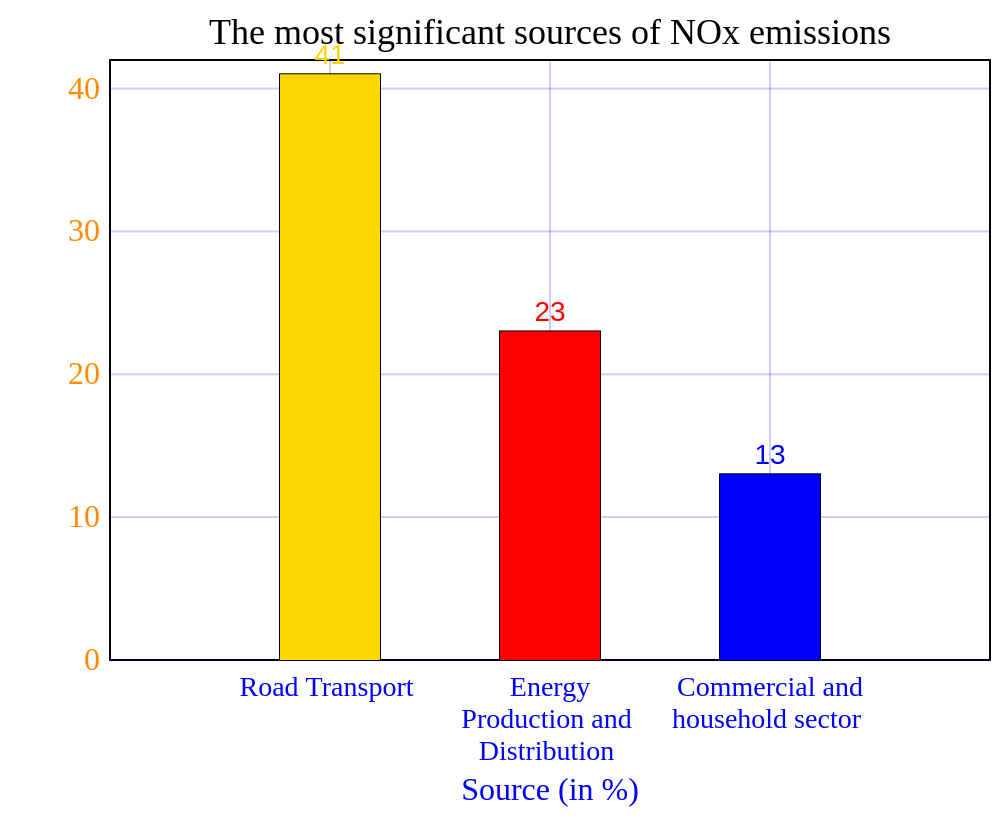 The most significant sources of NOx emissions
41
40
30
23
20
13
10
0
Road Transport
Energy
Production and
Distribution
Commercial and
household sector
Source (in %)